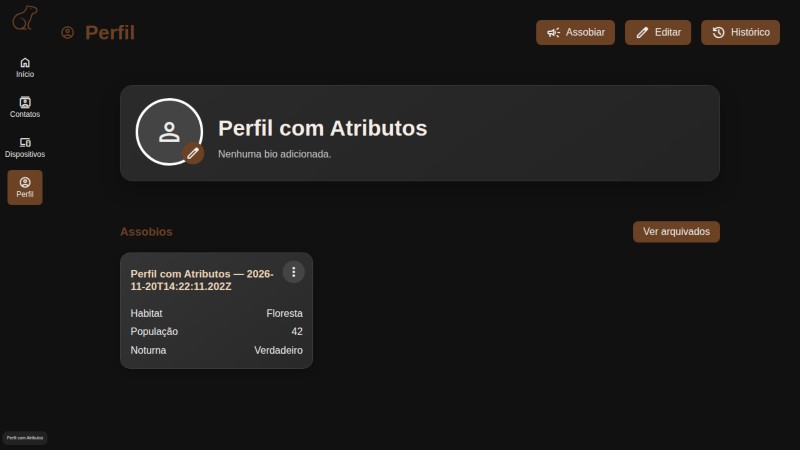 Perfil
Assobiar
Editar
Histórico
Início
Contatos
Dispositivos
Perfil
Perfil com Atributos
Nenhuma bio adicionada.
Assobios
Ver arquivados
Perfil com Atributos — 2026-
11-20T14:22:11.202Z
Habitat Floresta
População 42
Noturna Verdadeiro
Perfil com Atributos